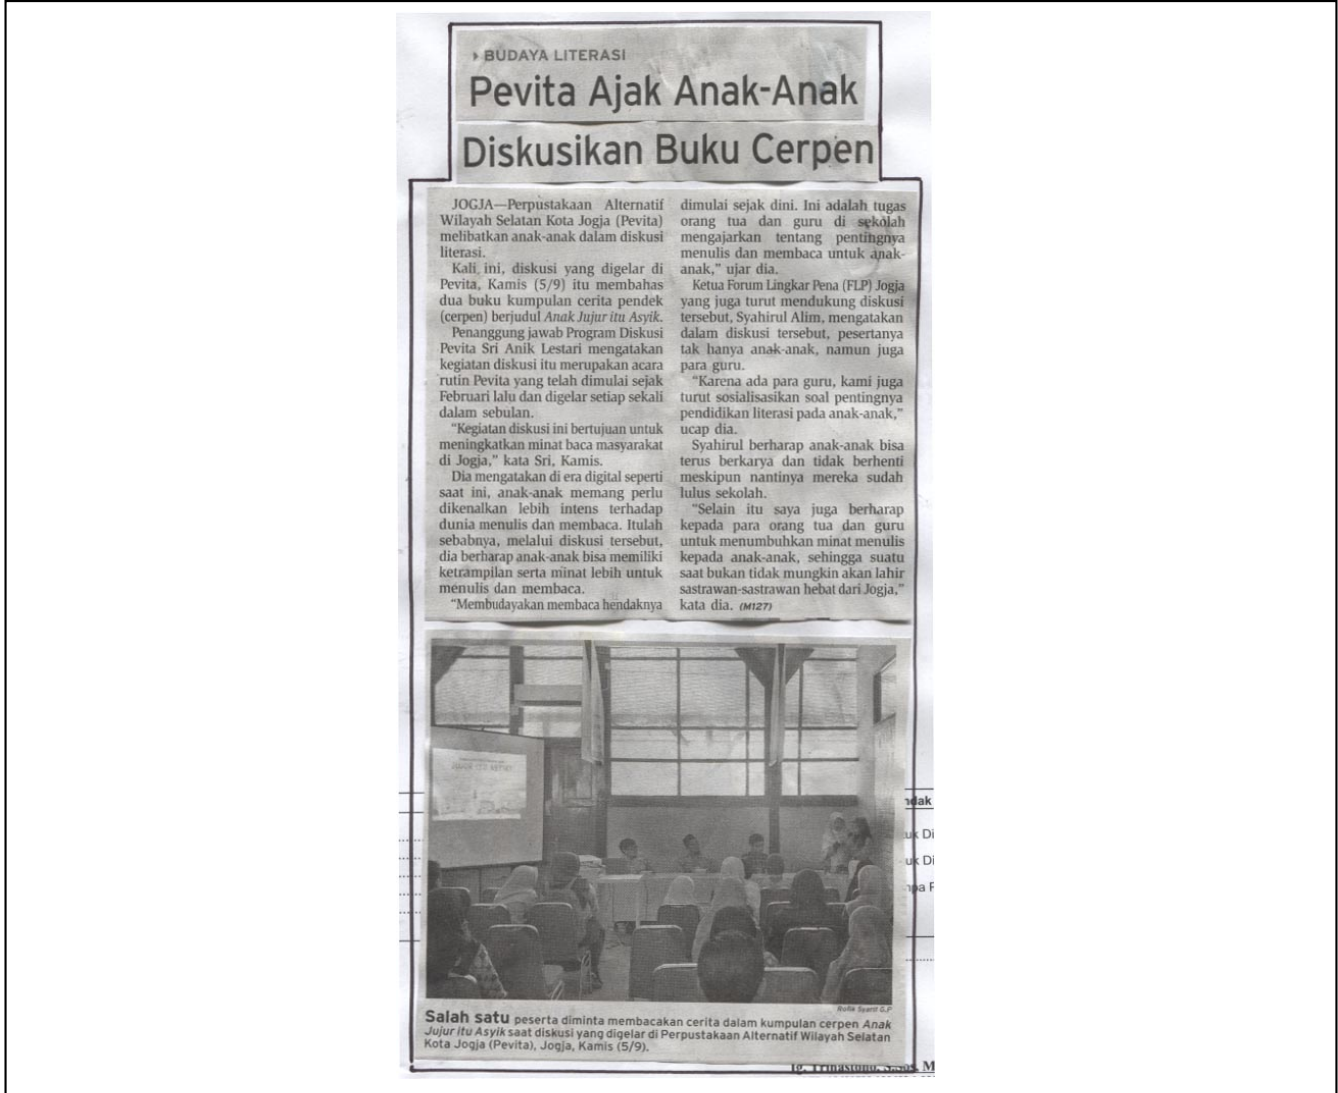 BUDAYA LITERASI
Pevita Ajak Anak-Anak
Diskusikan Buku Cerpen
JOGJA—Perpustakaan Alternatif
Wilayah Selatan Kota Jogja (Pevita)
melibatkan anak-anak dalam diskusi
literasi.
Kali ini, diskusi yang digelar di
Pevita, Kamis (5/9) itu membahas
dua buku kumpulan cerita pendek
(cerpen) berjudul Anak Jujur itu Asyik.
Penanggung jawab Program Diskusi
Pevita Sri Anik Lestari mengatakan
kegiatan diskusi itu merupakan acara
rutin Pevita yang telah dimulai sejak
Februari lalu dan digelar setiap sekali
dalam sebulan.
“Kegiatan diskusi ini bertujuan untuk
meningkatkan minat baca masyarakat
di Jogja,” kata Sri, Kamis.
Dia mengatakan di era digital seperti
saat ini, anak-anak memang perlu
dikenalkan lebih intens terhadap
dunia menulis dan membaca. Itulah
sebabnya, melalui diskusi tersebut,
dia berharap anak-anak bisa memiliki
ketrampilan serta minat lebih untuk
menulis dan membaca.
“Membudayakan membaca hendaknya
dimulai sejak dini. Ini adalah tugas
orang tua dan guru di sekolah
mengajarkan tentang pentingnya
menulis dan membaca untuk anak-
anak,” ujar dia.
Ketua Forum Lingkar Pena (FLP) Jogja
yang juga turut mendukung diskusi
tersebut, Syahirul Alim, mengatakan
dalam diskusi tersebut, pesertanya
tak hanya anak-anak, namun juga
para guru.
“Karena ada para guru, kami juga
turut sosialisasikan soal pentingnya
pendidikan literasi pada anak-anak,”
ucap dia.
Syahirul berharap anak-anak bisa
terus berkarya dan tidak berhenti
meskipun nantinya mereka sudah
lulus sekolah.
“Selain itu saya juga berharap
kepada para orang tua dan guru
untuk menumbuhkan minat menulis
kepada anak-anak, sehingga suatu
saat bukan tidak mungkin akan lahir
sastrawan-sastrawan hebat dari Jogja,”
kata dia. (M127)
ndak
uk Di
uk Di
npa P
Salah satu peserta diminta membacakan cerita dalam kumpulan cerpen Anak
Jujur itu Asyik saat diskusi yang digelar di Perpustakaan Alternatif Wilayah Selatan
Kota Jogja (Pevita), Jogja, Kamis (5/9).